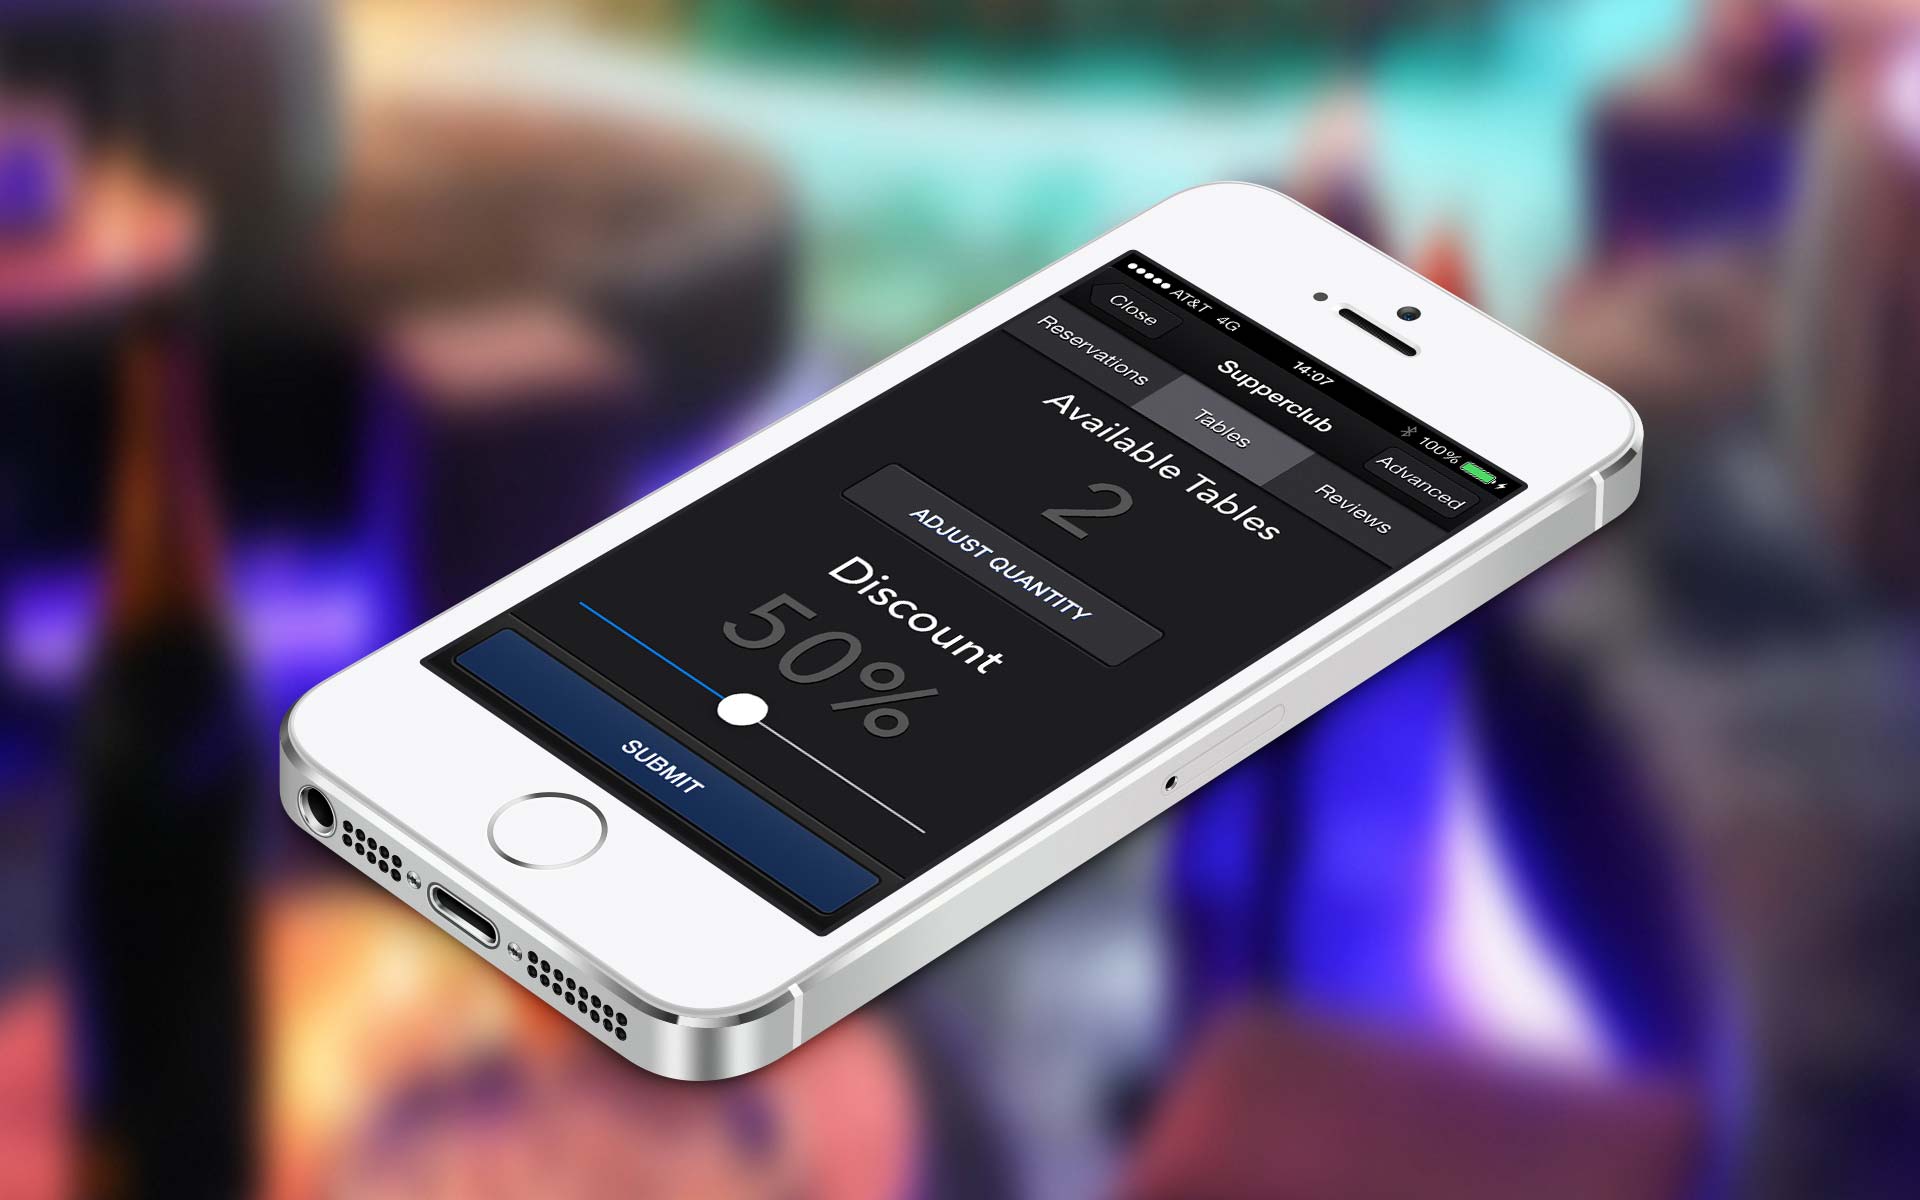 AT&T 4G 14:07 100%
Close Supperclub Advanced
Reservations Tables Reviews
Available Tables
2
ADJUST QUANTITY
Discount
50%
SUBMIT